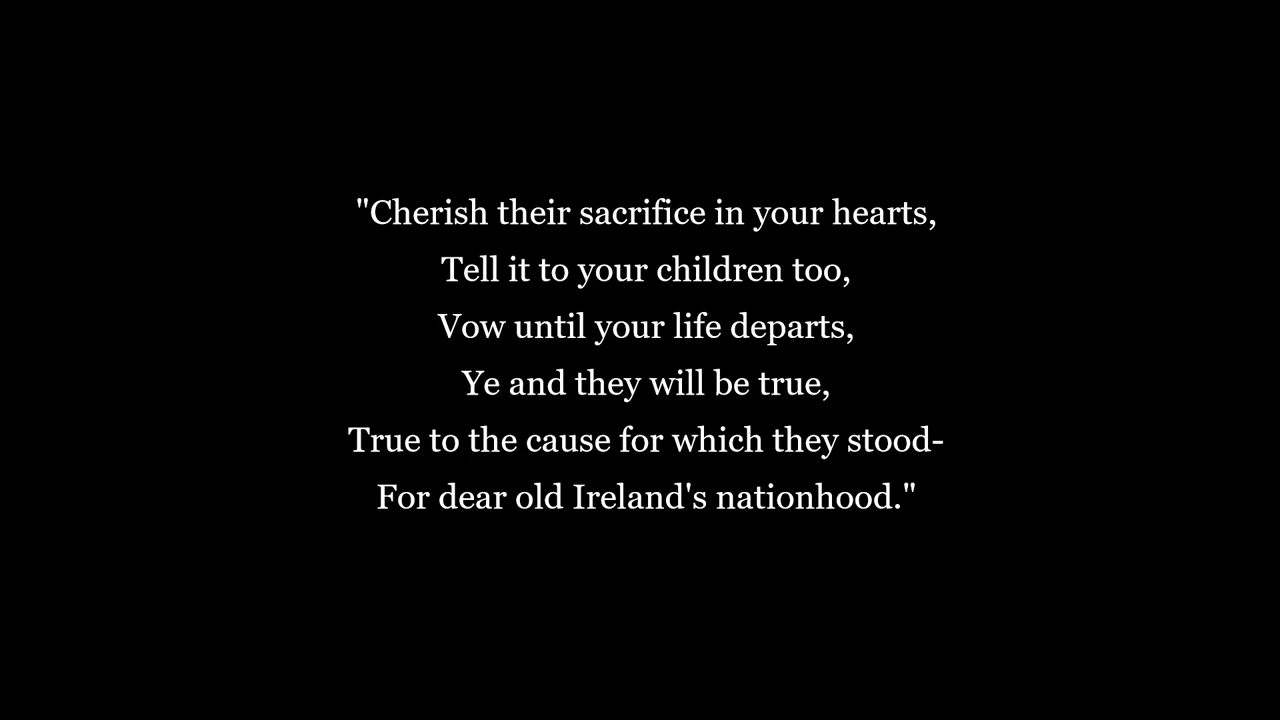 "Cherish their sacrifice in your hearts,
Tell it to your children too,
Vow until your life departs,
Ye and they will be true,
True to the cause for which they stood-
For dear old Ireland's nationhood."